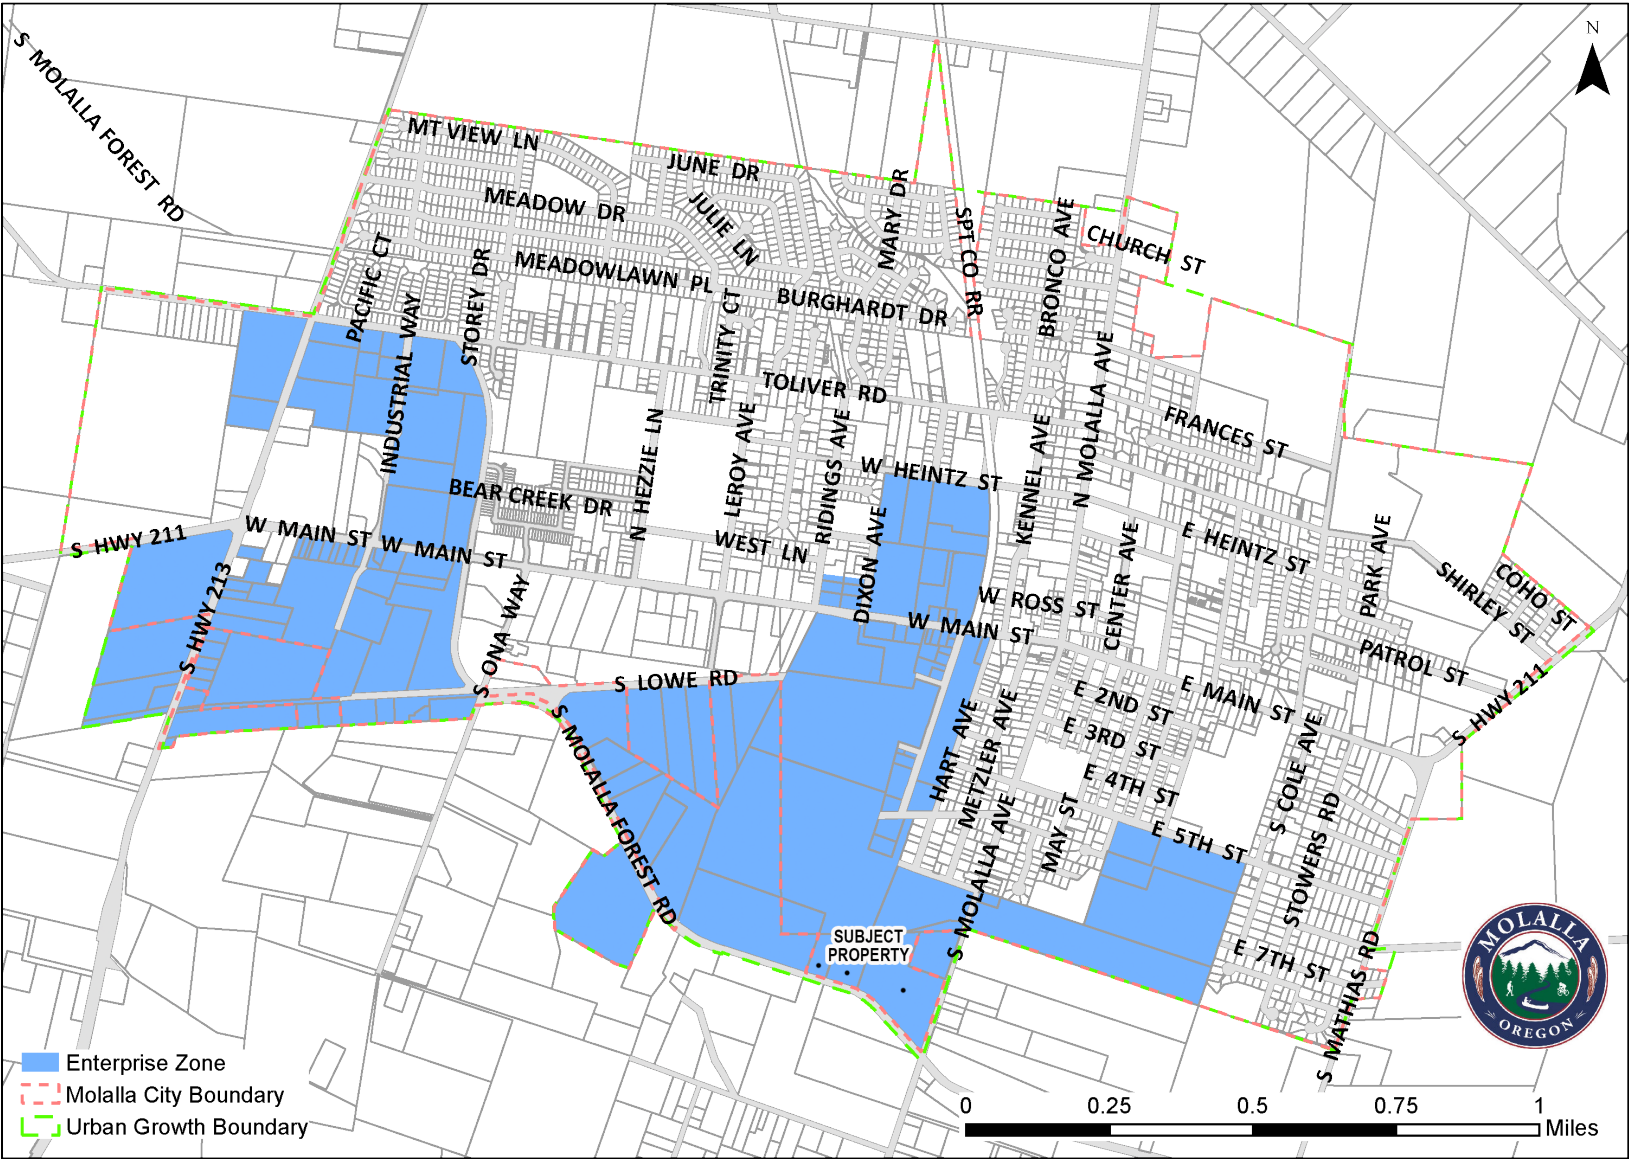 N
S MOLALLA FOREST RD
MT VIEW LN
JUNE DR
MEADOW DR
JULIE LN
MARY DR
SPT CO RR
BRONCO AVE
CHURCH ST
PACIFIC CT
INDUSTRIAL WAY
STOREY DR
MEADOWLAWN PL
TRINITY CT
BURGHARDT DR
TOLIVER RD
N MOLALLA AVE
FRANCES ST
N HEZZIE LN
LEROY AVE
RIDINGS AVE
W HEINTZ ST
KENNEL AVE
BEAR CREEK DR
S HWY 211
W MAIN ST
W MAIN ST
WEST LN
DIXON AVE
CENTER AVE
E HEINTZ ST
PARK AVE
SHIRLEY ST
COHO ST
S HWY 213
S ONA WAY
W ROSS ST
W MAIN ST
PATROL ST
S LOWE RD
E 2ND ST
E MAIN ST
S HWY 211
E 3RD ST
E 4TH ST
HART AVE
METZLER AVE
S MOLALLA AVE
MAY ST
E 5TH ST
S COLE AVE
STOWERS RD
S MOLALLA FOREST RD
SUBJECT
PROPERTY
E 7TH ST
S MATHIAS RD
MOLALLA
OREGON
Enterprise Zone
Molalla City Boundary
Urban Growth Boundary
0 0.25 0.5 0.75 1
Miles